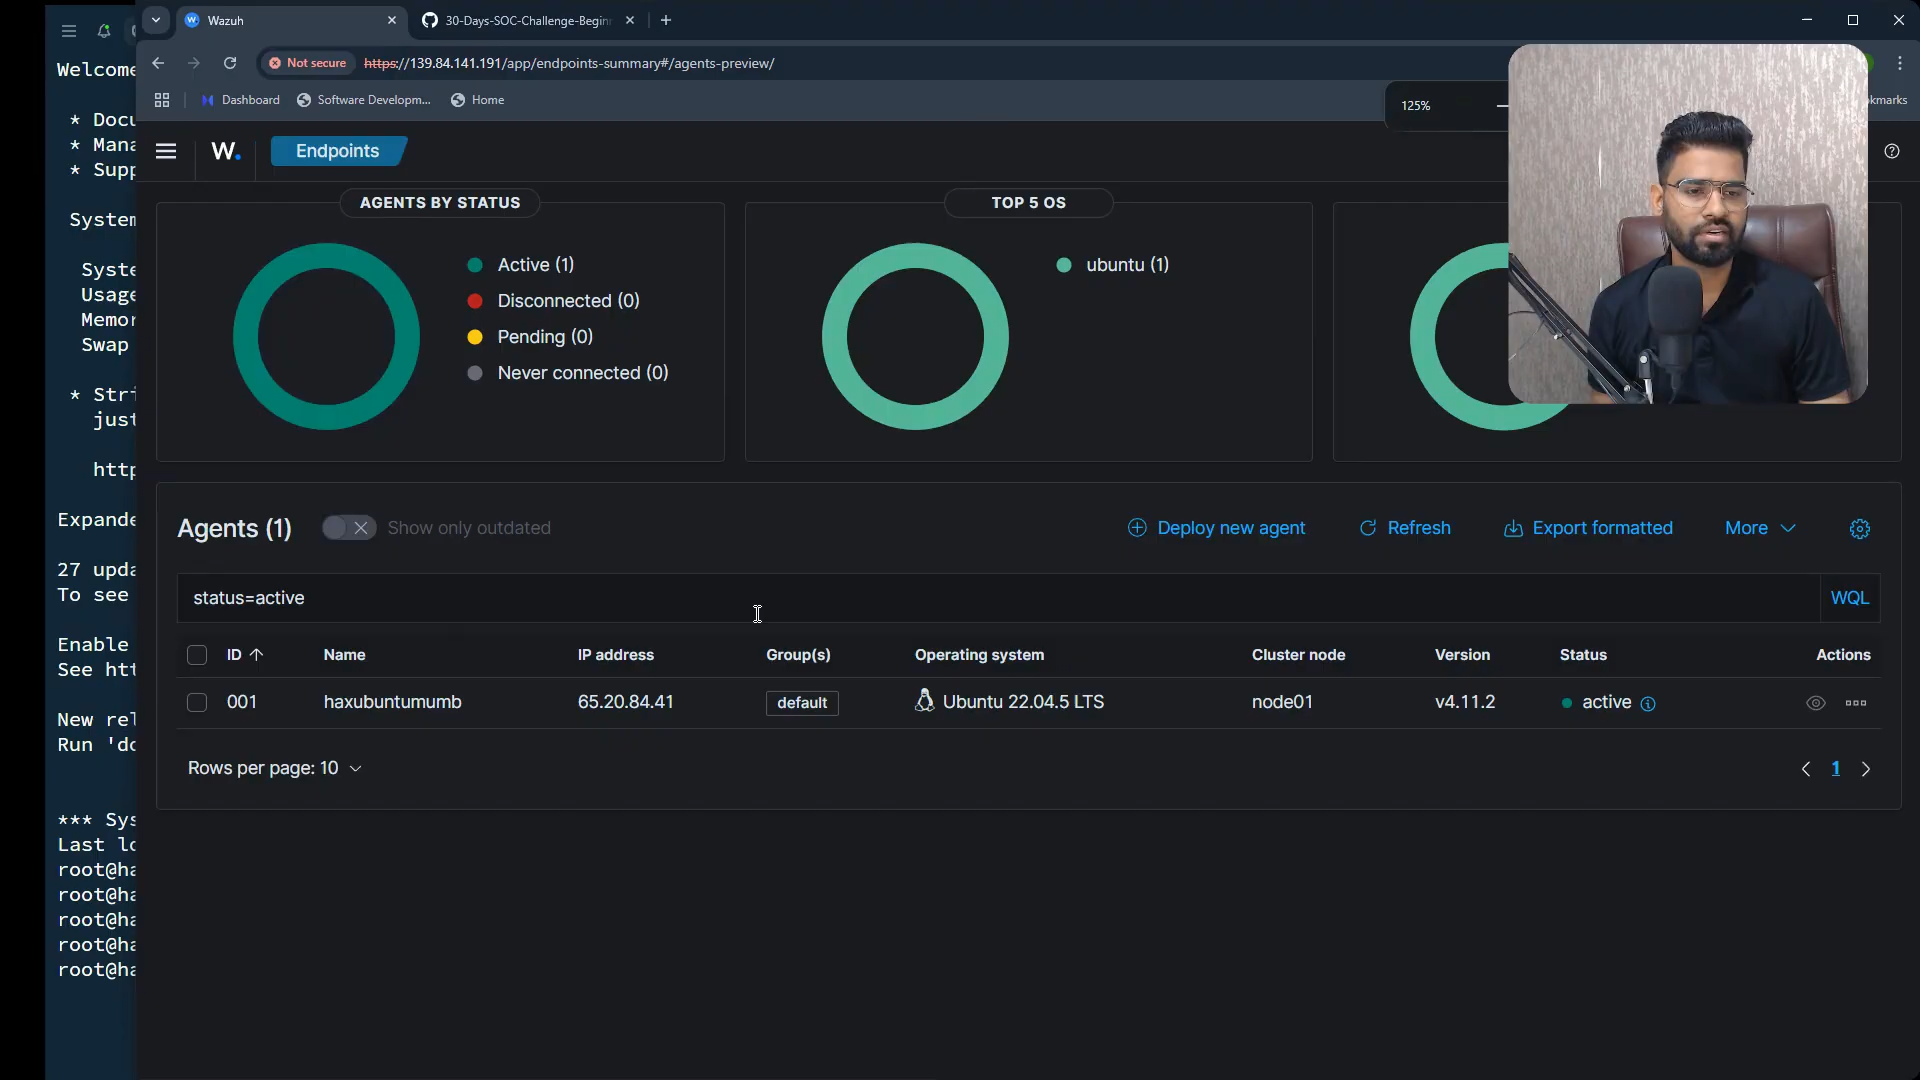 Wazuh
30-Days-SOC-Challenge-Begin
Not secure
https://139.84.141.191/app/endpoints-summary#/agents-preview/
Dashboard
Software Developm...
Home
125%
W.
Endpoints
AGENTS BY STATUS
Active (1)
Disconnected (0)
Pending (0)
Never connected (0)
TOP 5 OS
ubuntu (1)
Agents (1)
Show only outdated
Deploy new agent
Refresh
Export formatted
More
status=active
WQL
ID Name IP address Group(s) Operating system Cluster node Version Status Actions
001 haxubuntumumb 65.20.84.41 default Ubuntu 22.04.5 LTS node01 v4.11.2 active
Rows per page: 10
1
Welcome
* Docu
* Mana
* Supp
System
Syste
Usage
Memor
Swap
* Stri
just
http
Expande
27 upda
To see
Enable
See htt
New rel
Run 'do
*** Sys
Last lo
root@ha
root@ha
root@ha
root@ha
root@ha